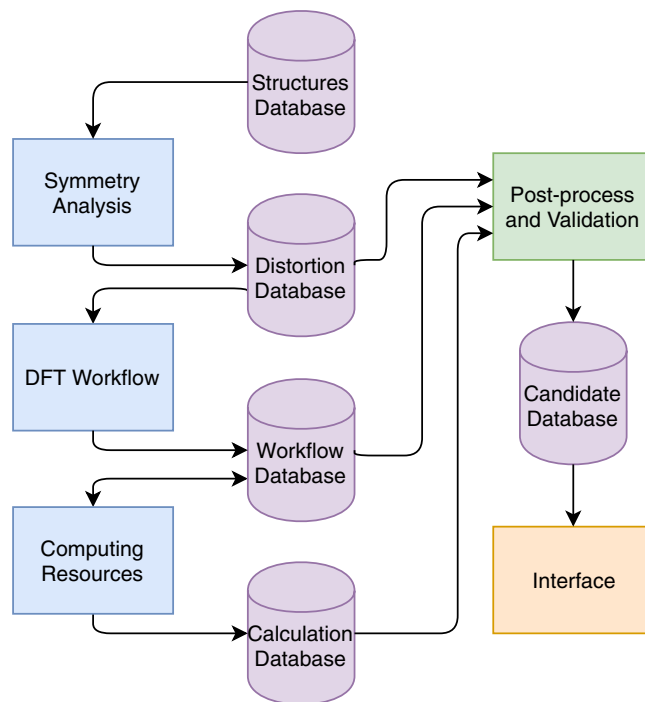 Structures
Database
Symmetry
Analysis
Distortion
Database
DFT Workflow
Workflow
Database
Computing
Resources
Calculation
Database
Post-process
and Validation
Candidate
Database
Interface